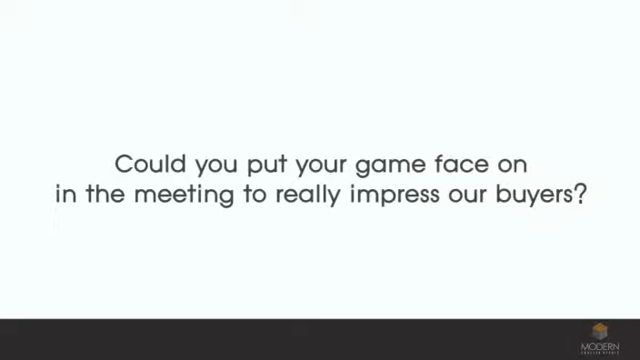 Could you put your game face on
in the meeting to really impress our buyers?
MODERN